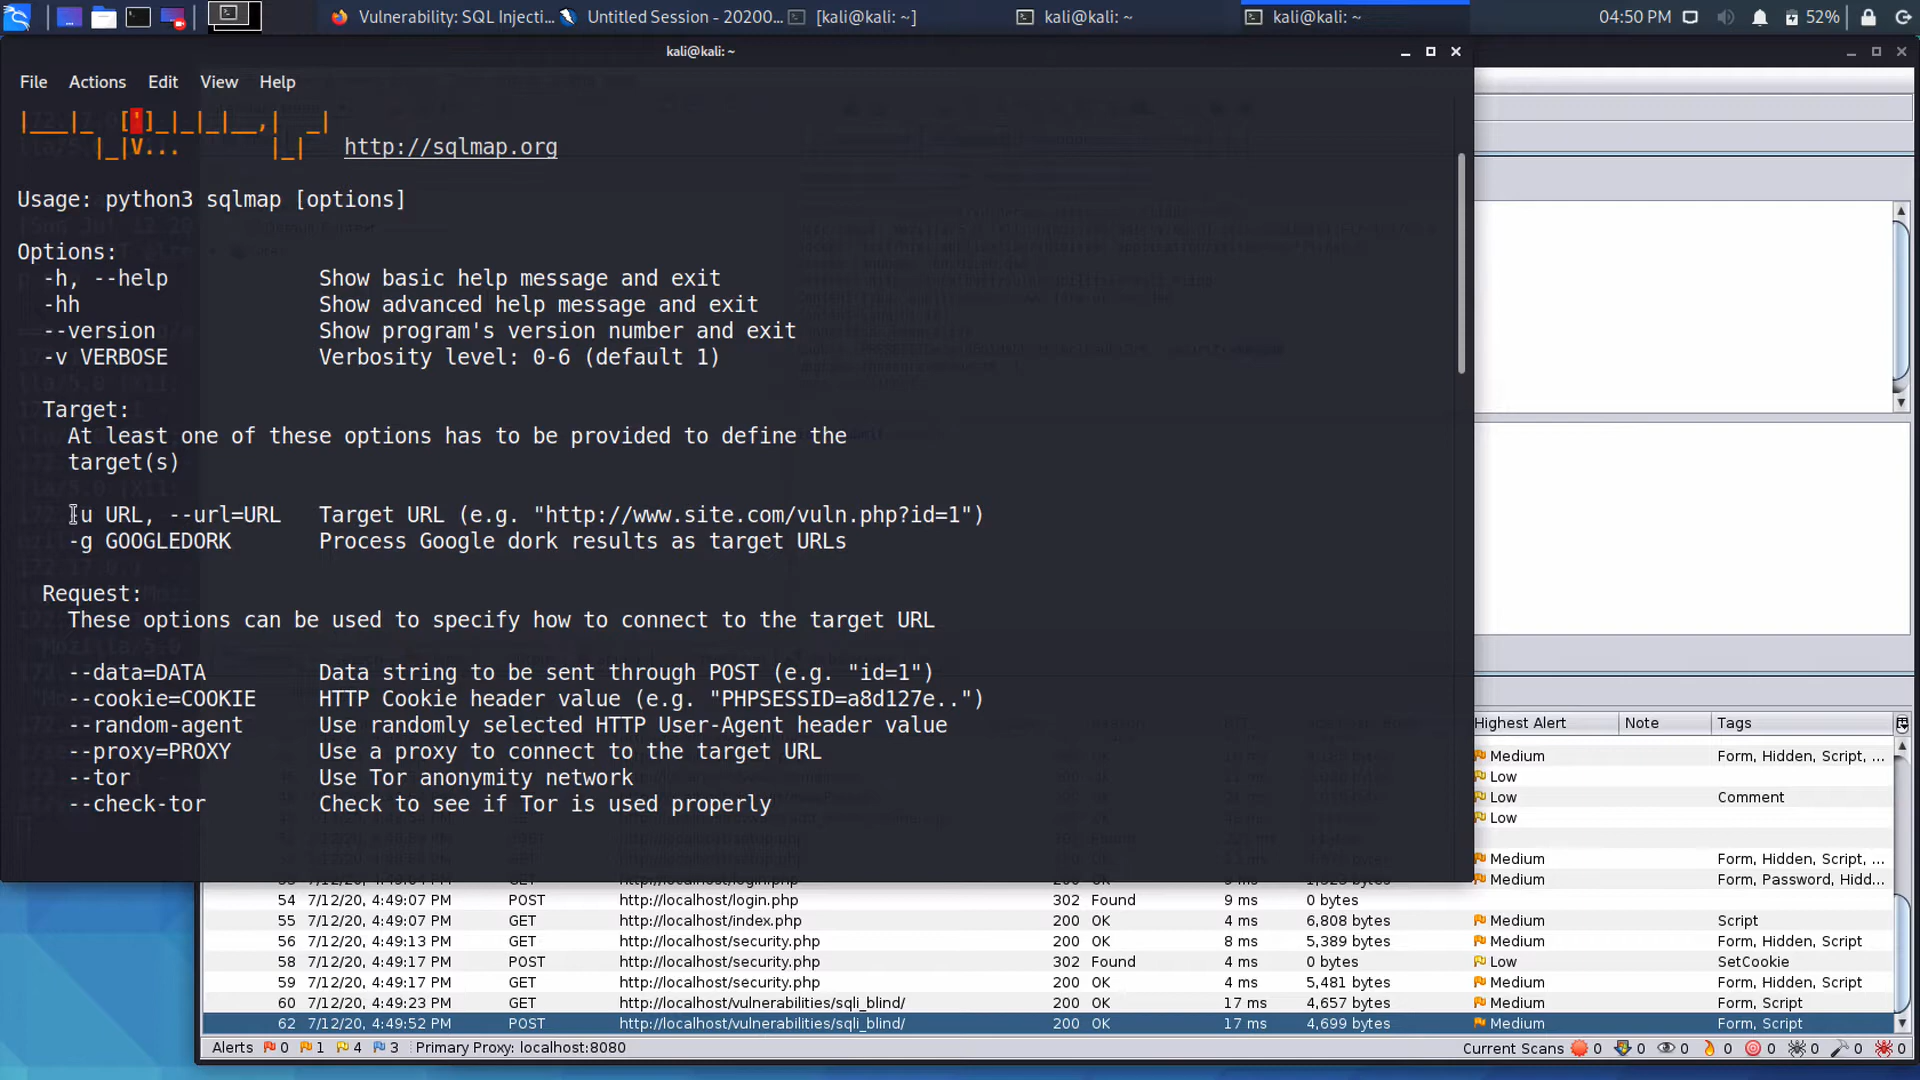 Vulnerability: SQL Injecti...
Untitled Session - 20200...
[kali@kali: ~]
kali@kali: ~
kali@kali: ~
04:50 PM
52%
kali@kali: ~
File Actions Edit View Help
|___|_ [']_|_|_|__,| _|
|_|V... |_| http://sqlmap.org
Usage: python3 sqlmap [options]
Options:
-h, --help Show basic help message and exit
-hh Show advanced help message and exit
--version Show program's version number and exit
-v VERBOSE Verbosity level: 0-6 (default 1)
Target:
At least one of these options has to be provided to define the
target(s)
-u URL, --url=URL Target URL (e.g. "http://www.site.com/vuln.php?id=1")
-g GOOGLEDORK Process Google dork results as target URLs
Request:
These options can be used to specify how to connect to the target URL
--data=DATA Data string to be sent through POST (e.g. "id=1")
--cookie=COOKIE HTTP Cookie header value (e.g. "PHPSESSID=a8d127e..")
--random-agent Use randomly selected HTTP User-Agent header value
--proxy=PROXY Use a proxy to connect to the target URL
--tor Use Tor anonymity network
--check-tor Check to see if Tor is used properly
Highest Alert Note Tags
Medium Form, Hidden, Script, ...
Low
Low Comment
Low
Medium Form, Hidden, Script, ...
Medium Form, Password, Hidd...
54 7/12/20, 4:49:07 PM POST http://localhost/login.php 302 Found 9 ms 0 bytes
55 7/12/20, 4:49:07 PM GET http://localhost/index.php 200 OK 4 ms 6,808 bytes Medium Script
56 7/12/20, 4:49:13 PM GET http://localhost/security.php 200 OK 8 ms 5,389 bytes Medium Form, Hidden, Script
58 7/12/20, 4:49:17 PM POST http://localhost/security.php 302 Found 4 ms 0 bytes Low SetCookie
59 7/12/20, 4:49:17 PM GET http://localhost/security.php 200 OK 4 ms 5,481 bytes Medium Form, Hidden, Script
60 7/12/20, 4:49:23 PM GET http://localhost/vulnerabilities/sqli_blind/ 200 OK 17 ms 4,657 bytes Medium Form, Script
62 7/12/20, 4:49:52 PM POST http://localhost/vulnerabilities/sqli_blind/ 200 OK 17 ms 4,699 bytes Medium Form, Script
Alerts 0 1 4 3 Primary Proxy: localhost:8080 Current Scans 0 0 0 0 0 0 0 0